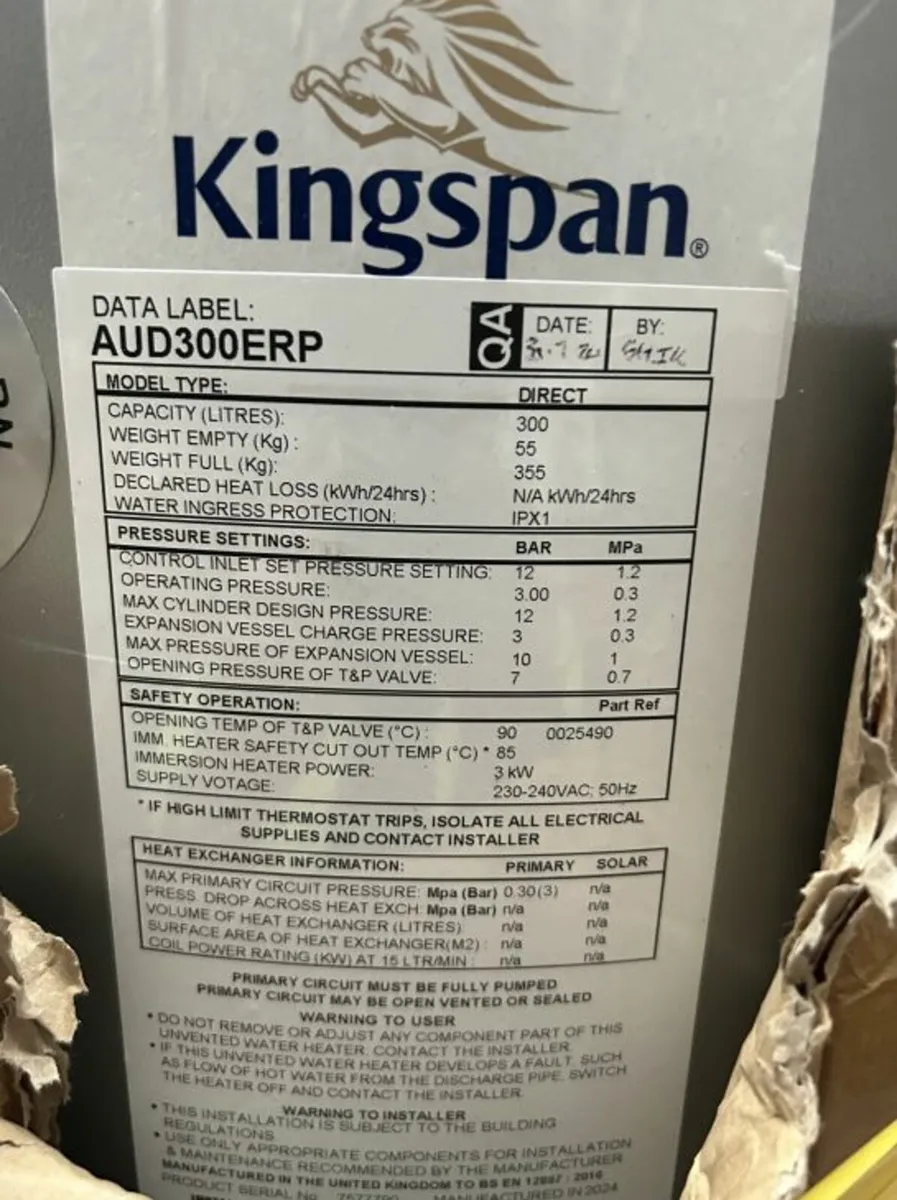 Kingspan®
DATA LABEL:
AUD300ERP
QA DATE: BY:
MODEL TYPE: DIRECT
CAPACITY (LITRES): 300
WEIGHT EMPTY (Kg): 55
WEIGHT FULL (Kg): 355
DECLARED HEAT LOSS (kWh/24hrs): N/A kWh/24hrs
WATER INGRESS PROTECTION: IPX1
PRESSURE SETTINGS: BAR MPa
CONTROL INLET SET PRESSURE SETTING: 12 1.2
OPERATING PRESSURE: 3.00 0.3
MAX CYLINDER DESIGN PRESSURE: 12 1.2
EXPANSION VESSEL CHARGE PRESSURE: 3 0.3
MAX PRESSURE OF EXPANSION VESSEL: 10 1
OPENING PRESSURE OF T&P VALVE: 7 0.7
SAFETY OPERATION: Part Ref
OPENING TEMP OF T&P VALVE (°C): 90 0025490
IMM. HEATER SAFETY CUT OUT TEMP (°C) * 85
IMMERSION HEATER POWER: 3 kW
SUPPLY VOTAGE: 230-240VAC; 50Hz
* IF HIGH LIMIT THERMOSTAT TRIPS, ISOLATE ALL ELECTRICAL
SUPPLIES AND CONTACT INSTALLER
HEAT EXCHANGER INFORMATION: PRIMARY SOLAR
MAX PRIMARY CIRCUIT PRESSURE: Mpa (Bar) 0.30(3) n/a
PRESS. DROP ACROSS HEAT EXCH: Mpa (Bar) n/a n/a
VOLUME OF HEAT EXCHANGER (LITRES): n/a n/a
SURFACE AREA OF HEAT EXCHANGER(M2): n/a n/a
COIL POWER RATING (KW) AT 15 LTR/MIN: n/a n/a
PRIMARY CIRCUIT MUST BE FULLY PUMPED
PRIMARY CIRCUIT MAY BE OPEN VENTED OR SEALED
WARNING TO USER
* DO NOT REMOVE OR ADJUST ANY COMPONENT PART OF THIS
UNVENTED WATER HEATER. CONTACT THE INSTALLER.
* IF THIS UNVENTED WATER HEATER DEVELOPS A FAULT, SUCH
AS FLOW OF HOT WATER FROM THE DISCHARGE PIPE. SWITCH
THE HEATER OFF AND CONTACT THE INSTALLER.
WARNING TO INSTALLER
* THIS INSTALLATION IS SUBJECT TO THE BUILDING
REGULATIONS
* USE ONLY APPROPRIATE COMPONENTS FOR INSTALLATION
& MAINTENANCE RECOMMENDED BY THE MANUFACTURER
MANUFACTURED IN THE UNITED KINGDOM TO BS EN 12897 : 2016
PRODUCT SERIAL No MANUFACTURED IN 2024